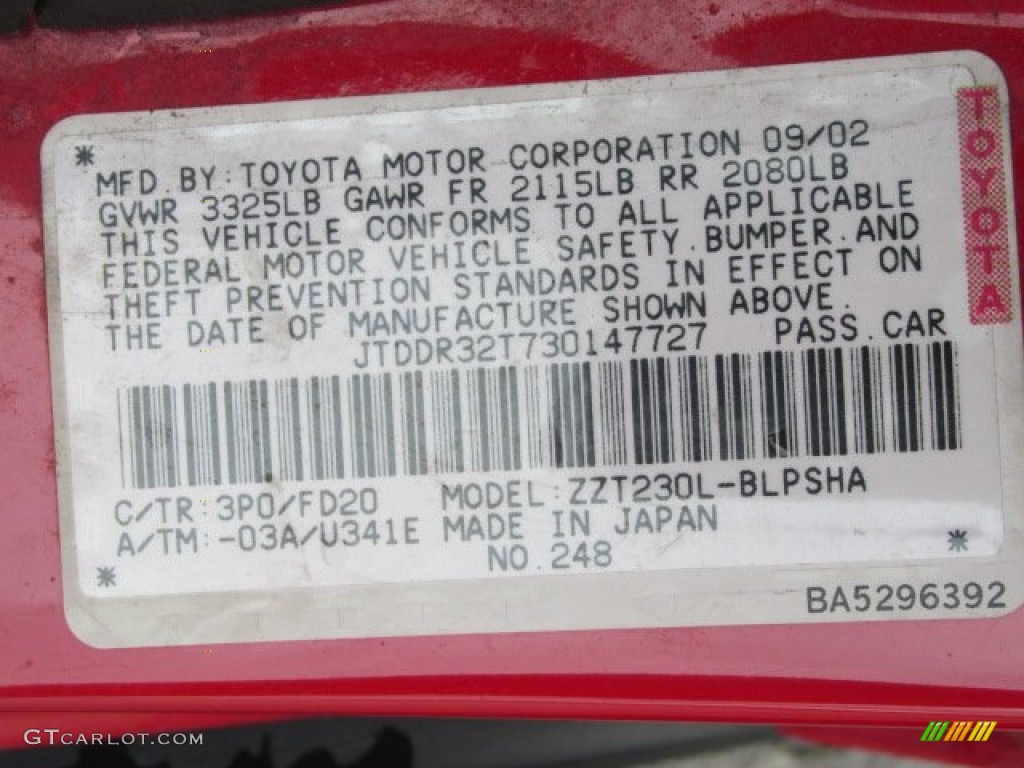 MFD.BY:TOYOTA MOTOR CORPORATION 09/02
GVWR 3325LB GAWR FR 2115LB RR 2080LB
THIS VEHICLE CONFORMS TO ALL APPLICABLE
FEDERAL MOTOR VEHICLE SAFETY.BUMPER.AND
THEFT PREVENTION STANDARDS IN EFFECT ON
THE DATE OF MANUFACTURE SHOWN ABOVE.
JTDDR32T730147727 PASS.CAR
TOYOTA
C/TR:3P0/FD20 MODEL:ZZT230L-BLPSHA
A/TM:-03A/U341E MADE IN JAPAN
NO.248
BA5296392
GTCARLOT.COM